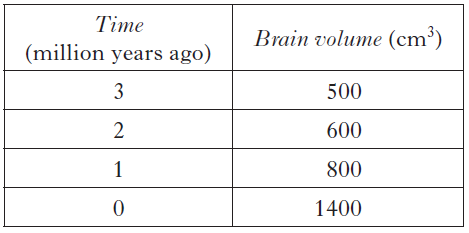 Time
(million years ago)
Brain volume (cm³)
3 500
2 600
1 800
0 1400